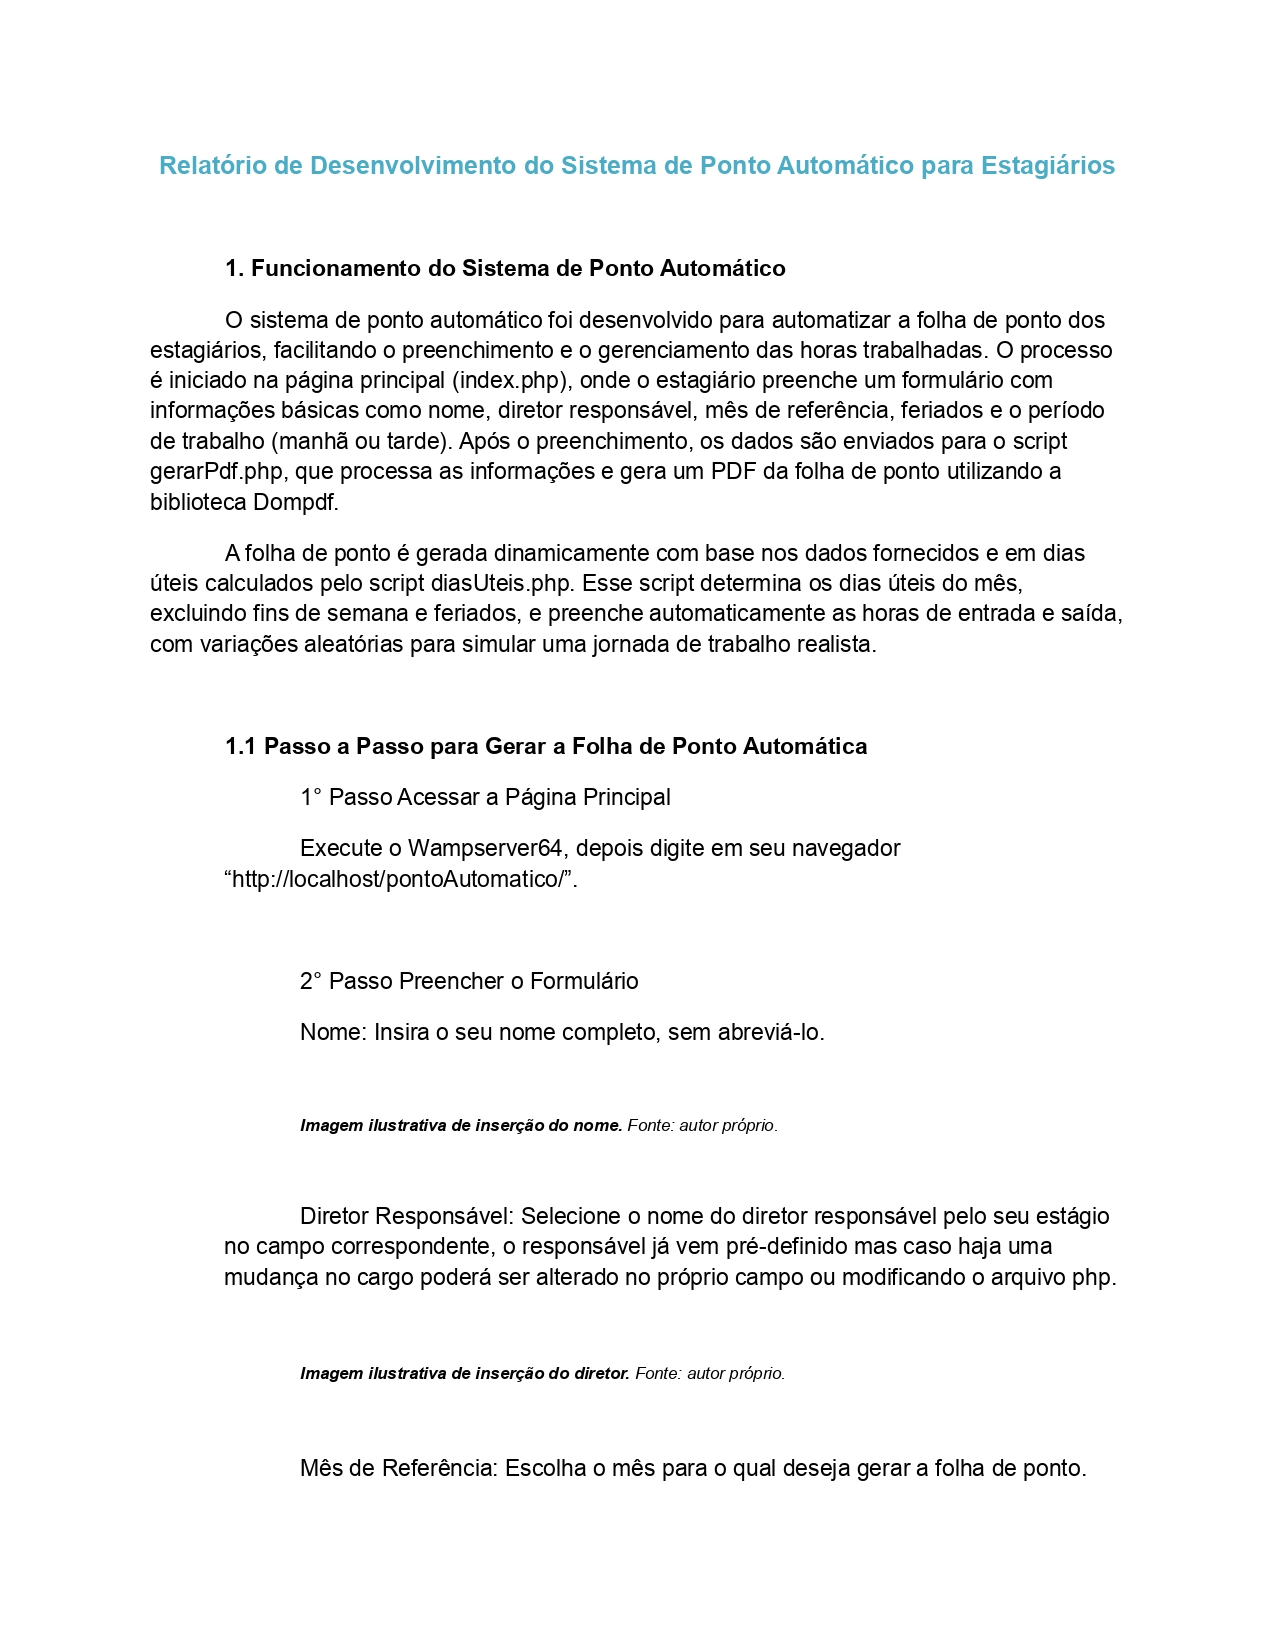 Relatório de Desenvolvimento do Sistema de Ponto Automático para Estagiários
1. Funcionamento do Sistema de Ponto Automático
O sistema de ponto automático foi desenvolvido para automatizar a folha de ponto dos
estagiários, facilitando o preenchimento e o gerenciamento das horas trabalhadas. O processo
é iniciado na página principal (index.php), onde o estagiário preenche um formulário com
informações básicas como nome, diretor responsável, mês de referência, feriados e o período
de trabalho (manhã ou tarde). Após o preenchimento, os dados são enviados para o script
gerarPdf.php, que processa as informações e gera um PDF da folha de ponto utilizando a
biblioteca Dompdf.
A folha de ponto é gerada dinamicamente com base nos dados fornecidos e em dias
úteis calculados pelo script diasUteis.php. Esse script determina os dias úteis do mês,
excluindo fins de semana e feriados, e preenche automaticamente as horas de entrada e saída,
com variações aleatórias para simular uma jornada de trabalho realista.
1.1 Passo a Passo para Gerar a Folha de Ponto Automática
1° Passo Acessar a Página Principal
Execute o Wampserver64, depois digite em seu navegador
“http://localhost/pontoAutomatico/”.
2° Passo Preencher o Formulário
Nome: Insira o seu nome completo, sem abreviá-lo.
Imagem ilustrativa de inserção do nome. Fonte: autor próprio.
Diretor Responsável: Selecione o nome do diretor responsável pelo seu estágio
no campo correspondente, o responsável já vem pré-definido mas caso haja uma
mudança no cargo poderá ser alterado no próprio campo ou modificando o arquivo php.
Imagem ilustrativa de inserção do diretor. Fonte: autor próprio.
Mês de Referência: Escolha o mês para o qual deseja gerar a folha de ponto.